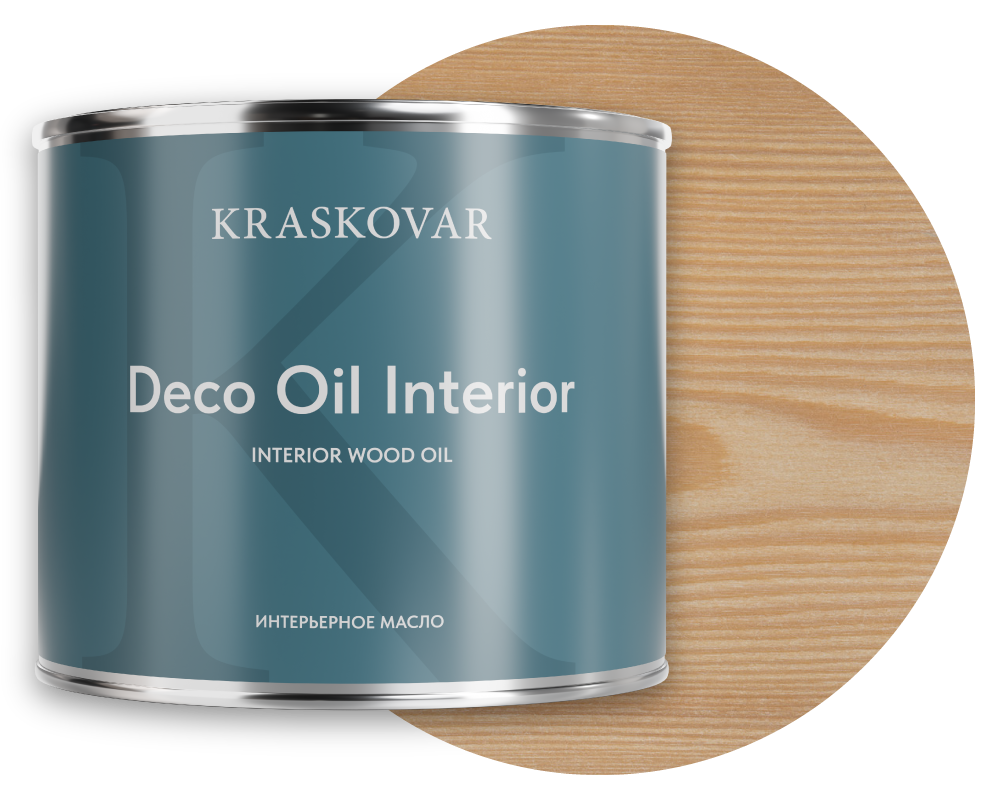 KRASKOVAR
Deco Oil Interior
INTERIOR WOOD OIL
ИНТЕРЬЕРНОЕ МАСЛО